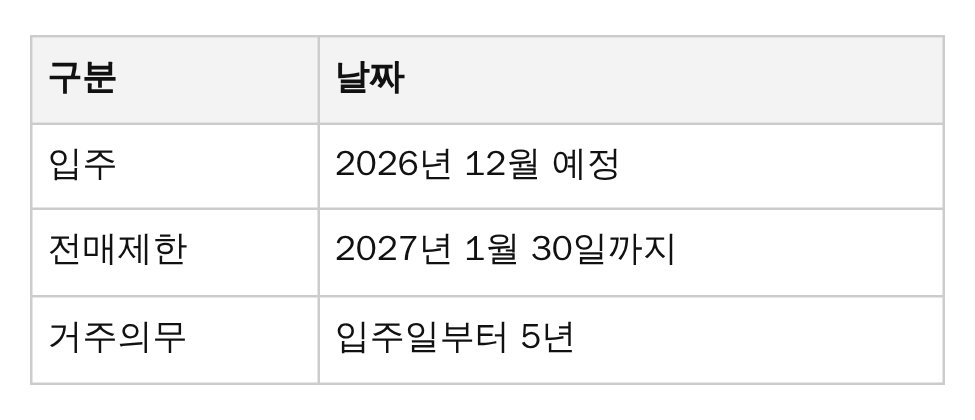 구분 날짜
입주 2026년 12월 예정
전매제한 2027년 1월 30일까지
거주의무 입주일부터 5년